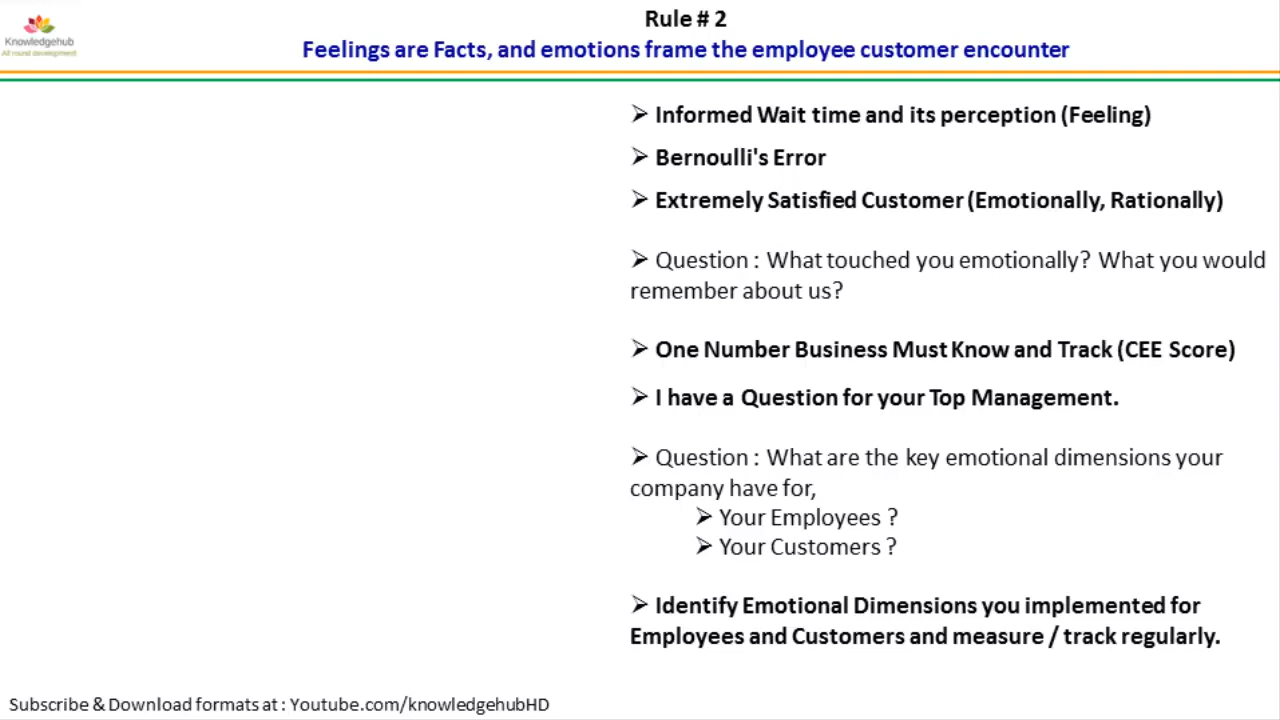 Rule # 2
Feelings are Facts, and emotions frame the employee customer encounter
Knowledgehub
All round development
➢ Informed Wait time and its perception (Feeling)
➢ Bernoulli's Error
➢ Extremely Satisfied Customer (Emotionally, Rationally)
➢ Question : What touched you emotionally? What you would
remember about us?
➢ One Number Business Must Know and Track (CEE Score)
➢ I have a Question for your Top Management.
➢ Question : What are the key emotional dimensions your
company have for,
➢ Your Employees ?
➢ Your Customers ?
➢ Identify Emotional Dimensions you implemented for
Employees and Customers and measure / track regularly.
Subscribe & Download formats at : Youtube.com/knowledgehubHD